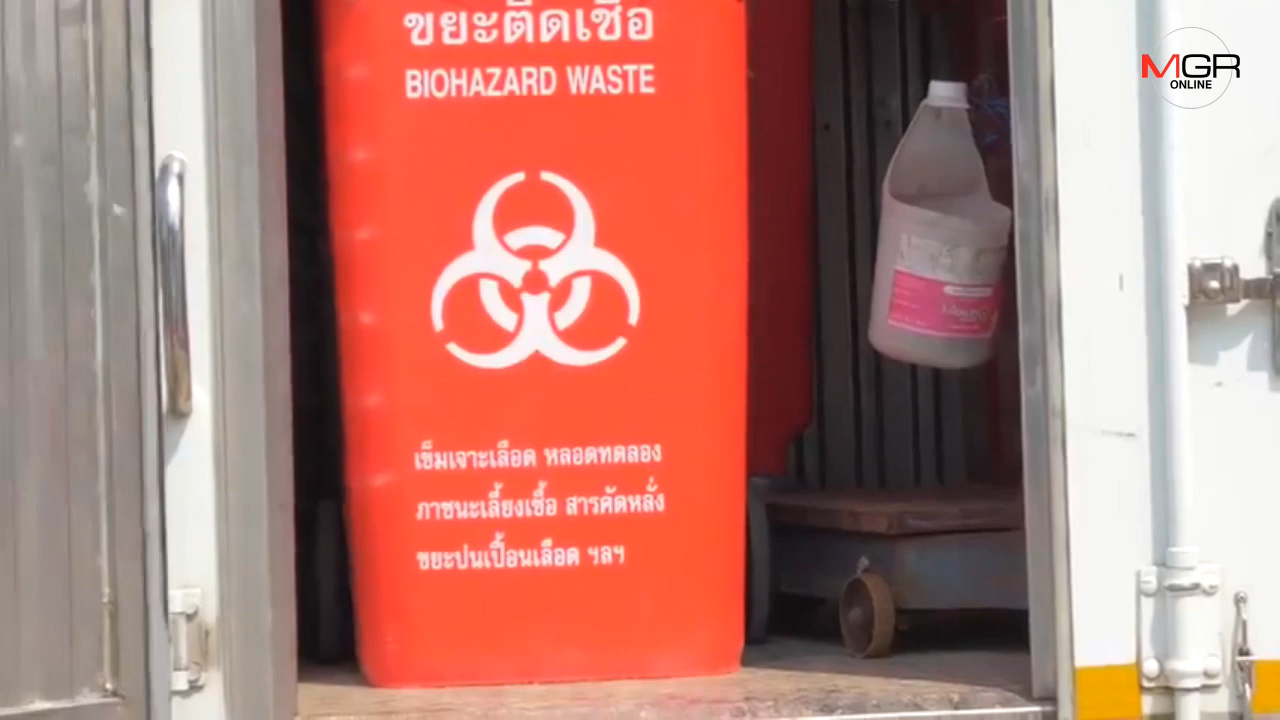 ขยะติดเชื้อ
BIOHAZARD WASTE
MGR
ONLINE
เข็มเจาะเลือด หลอดทดลอง
ภาชนะเลี้ยงเชื้อ สารคัดหลั่ง
ขยะปนเปื้อนเลือด ฯลฯ